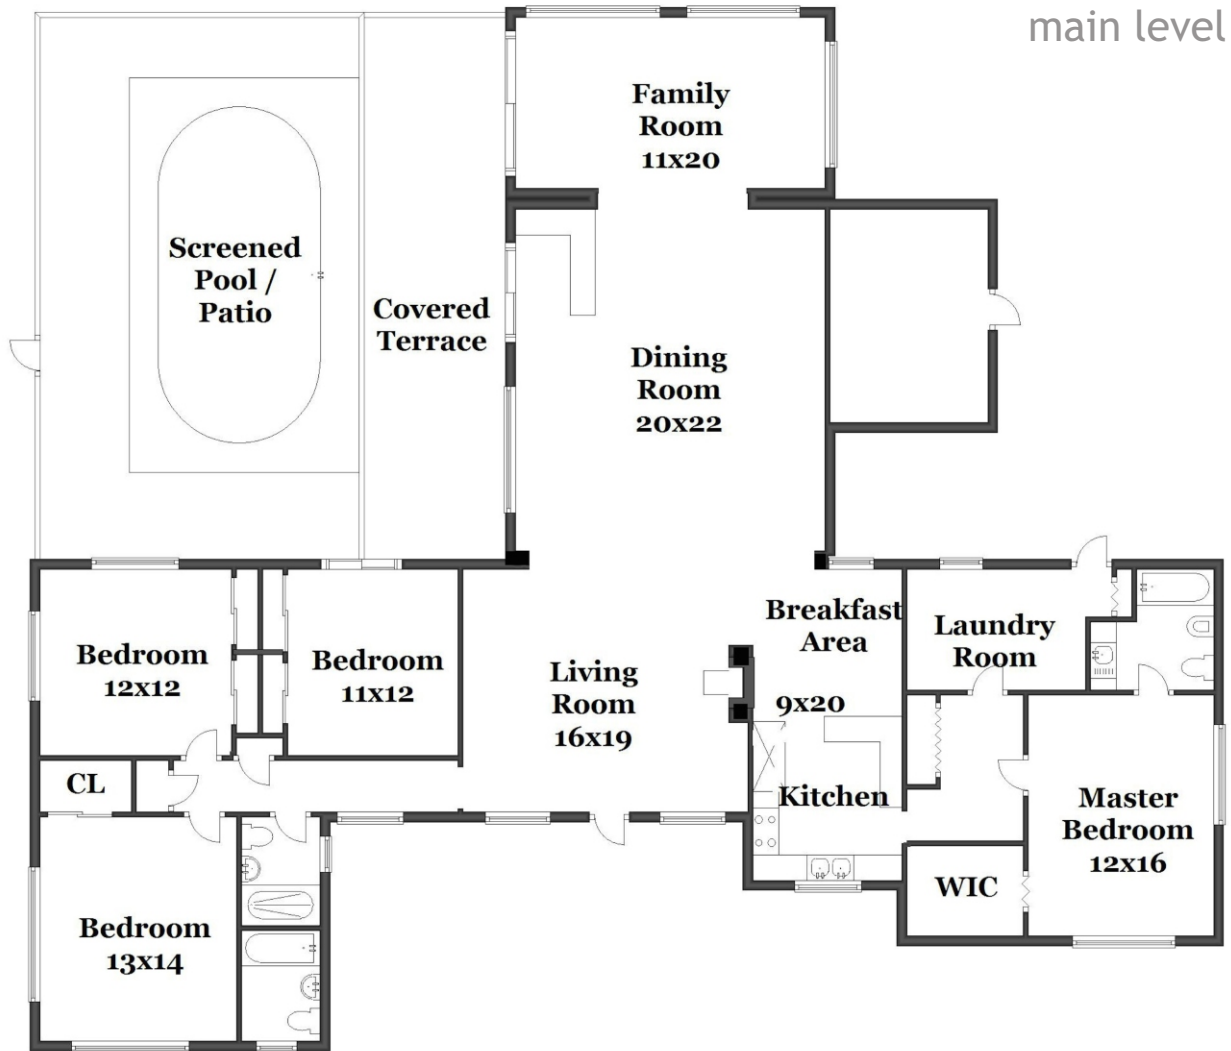 main level
Family
Room
11x20
Screened
Pool /
Patio
Covered
Terrace
Dining
Room
20x22
Bedroom
12x12
Bedroom
11x12
Living
Room
16x19
Breakfast
Area
9x20
Laundry
Room
CL
Kitchen
Master
Bedroom
12x16
WIC
Bedroom
13x14